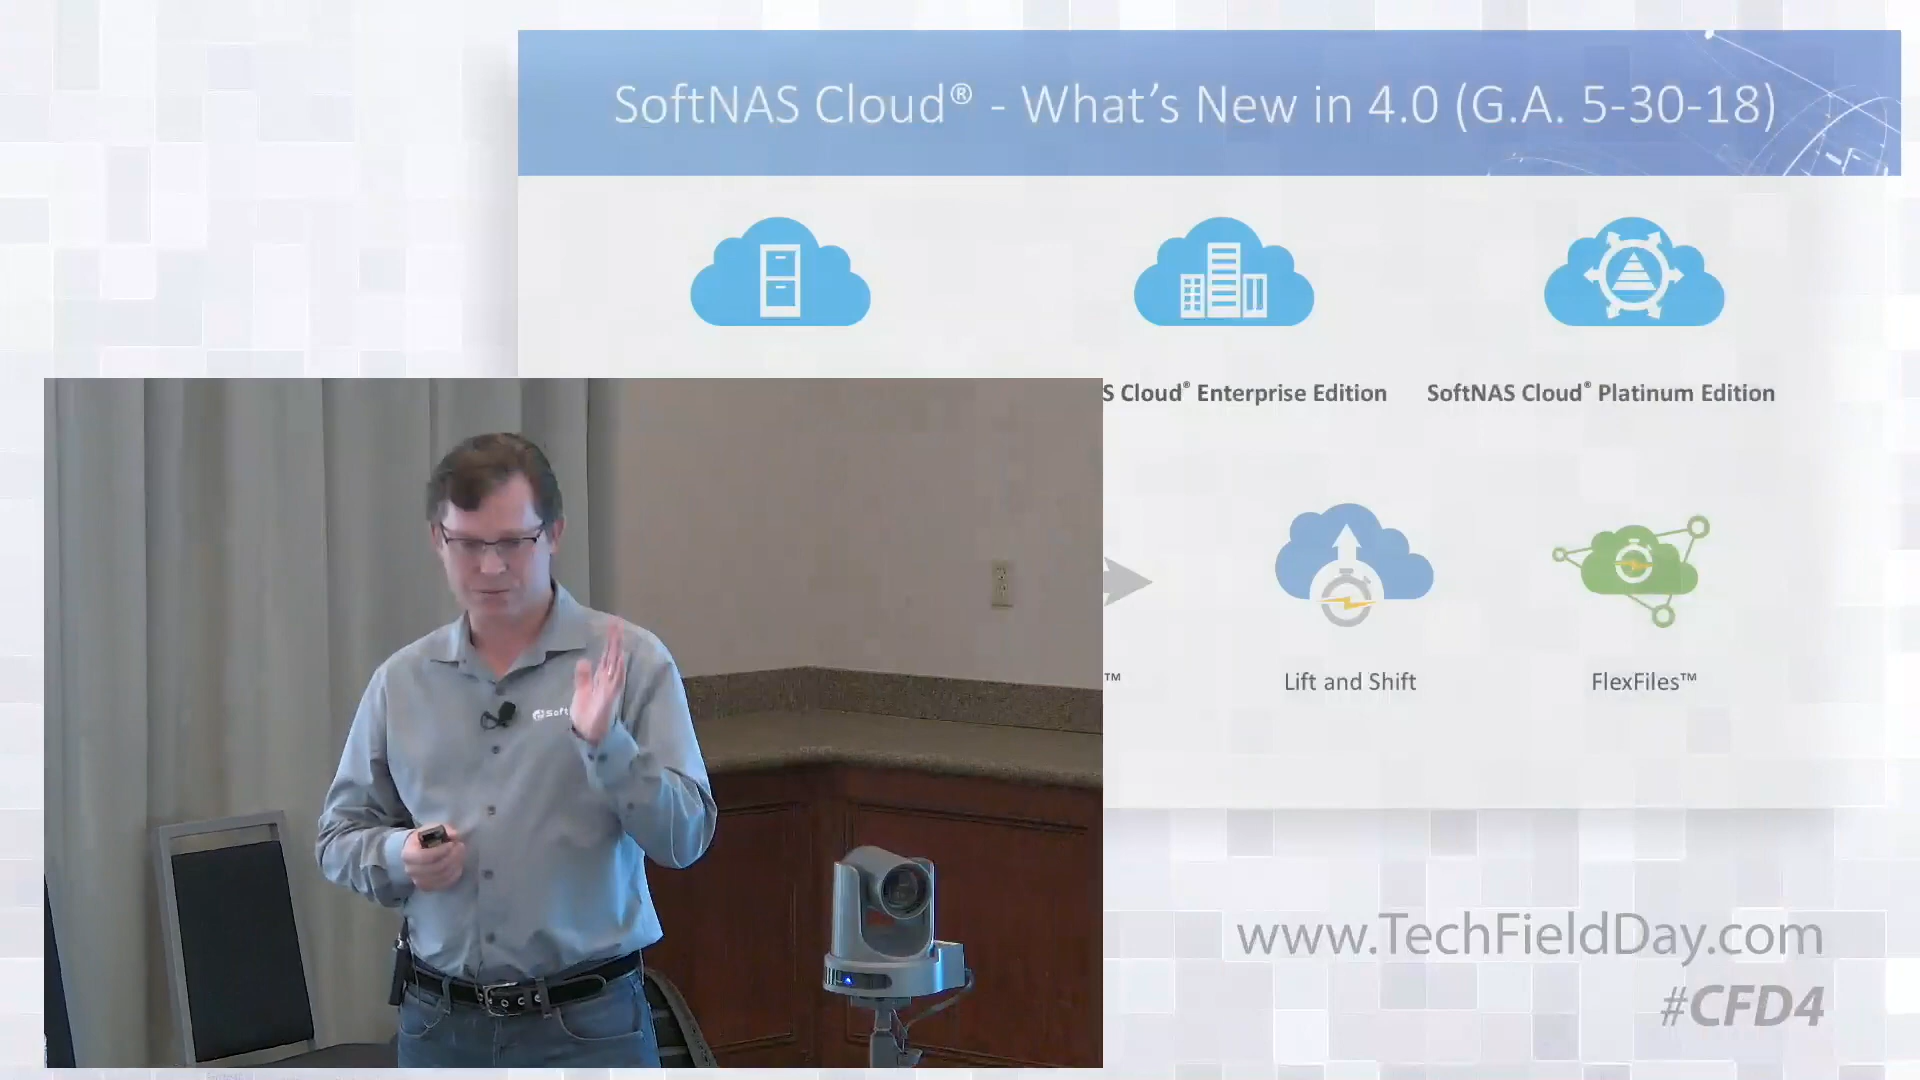 SoftNAS Cloud® - What's New in 4.0 (G.A. 5-30-18)
S Cloud® Enterprise Edition
SoftNAS Cloud® Platinum Edition
™
Lift and Shift
FlexFiles™
Soft
www.TechFieldDay.com
#CFD4